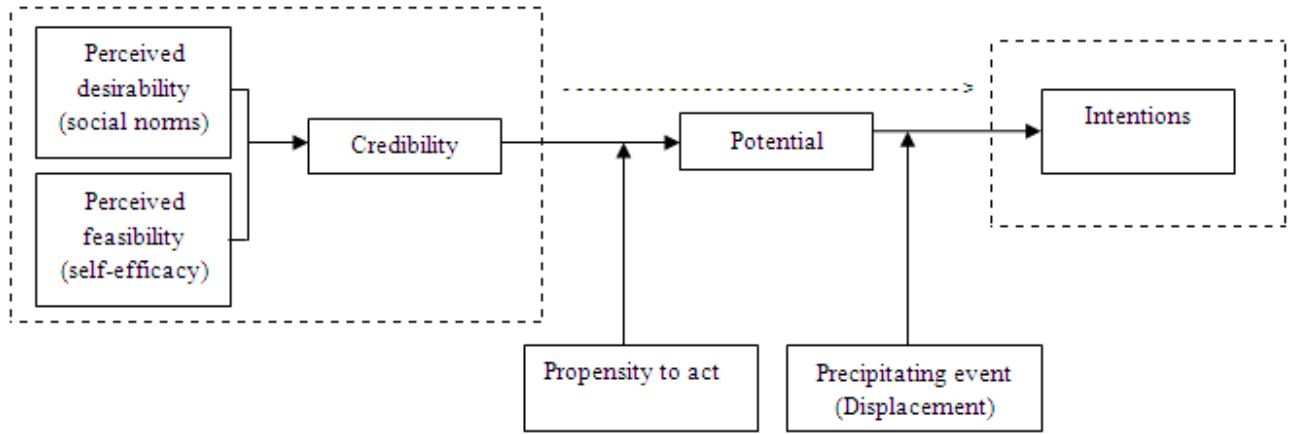 Perceived
desirability
(social norms)
Perceived
feasibility
(self-efficacy)
Credibility
Potential
Intentions
Propensity to act
Precipitating event
(Displacement)